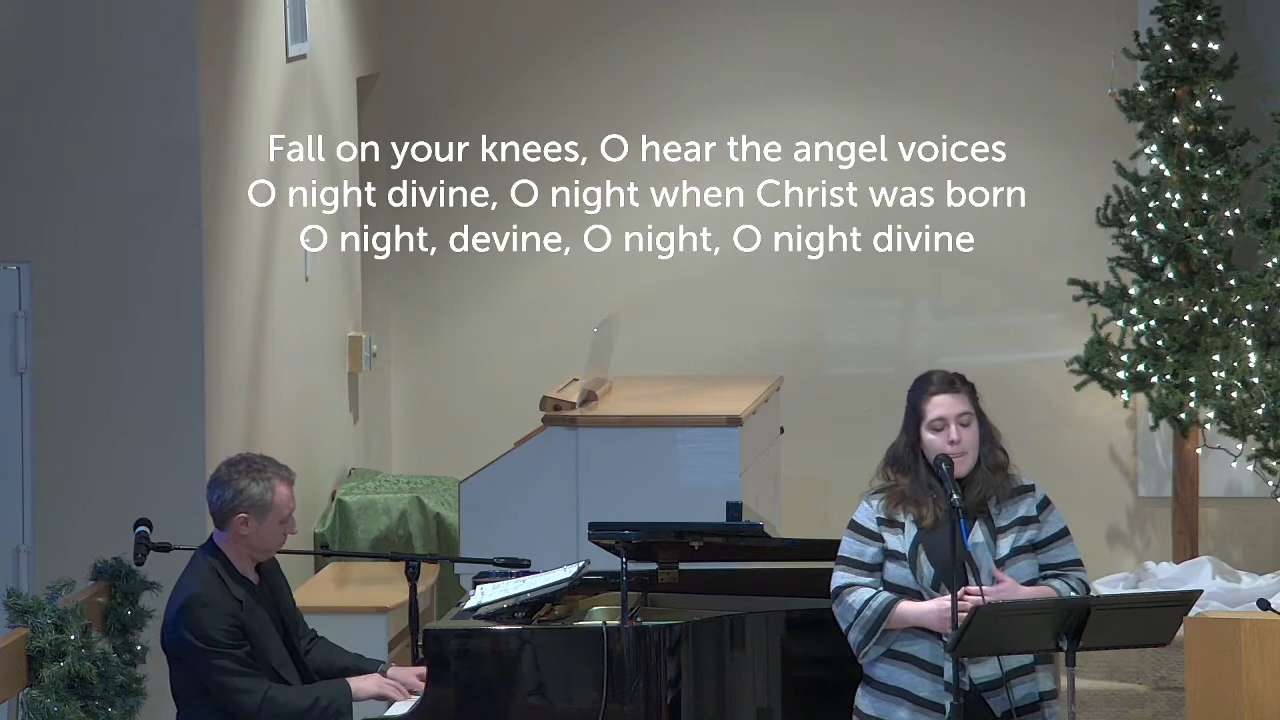 Fall on your knees, O hear the angel voices
O night divine, O night when Christ was born
O night, devine, O night, O night divine